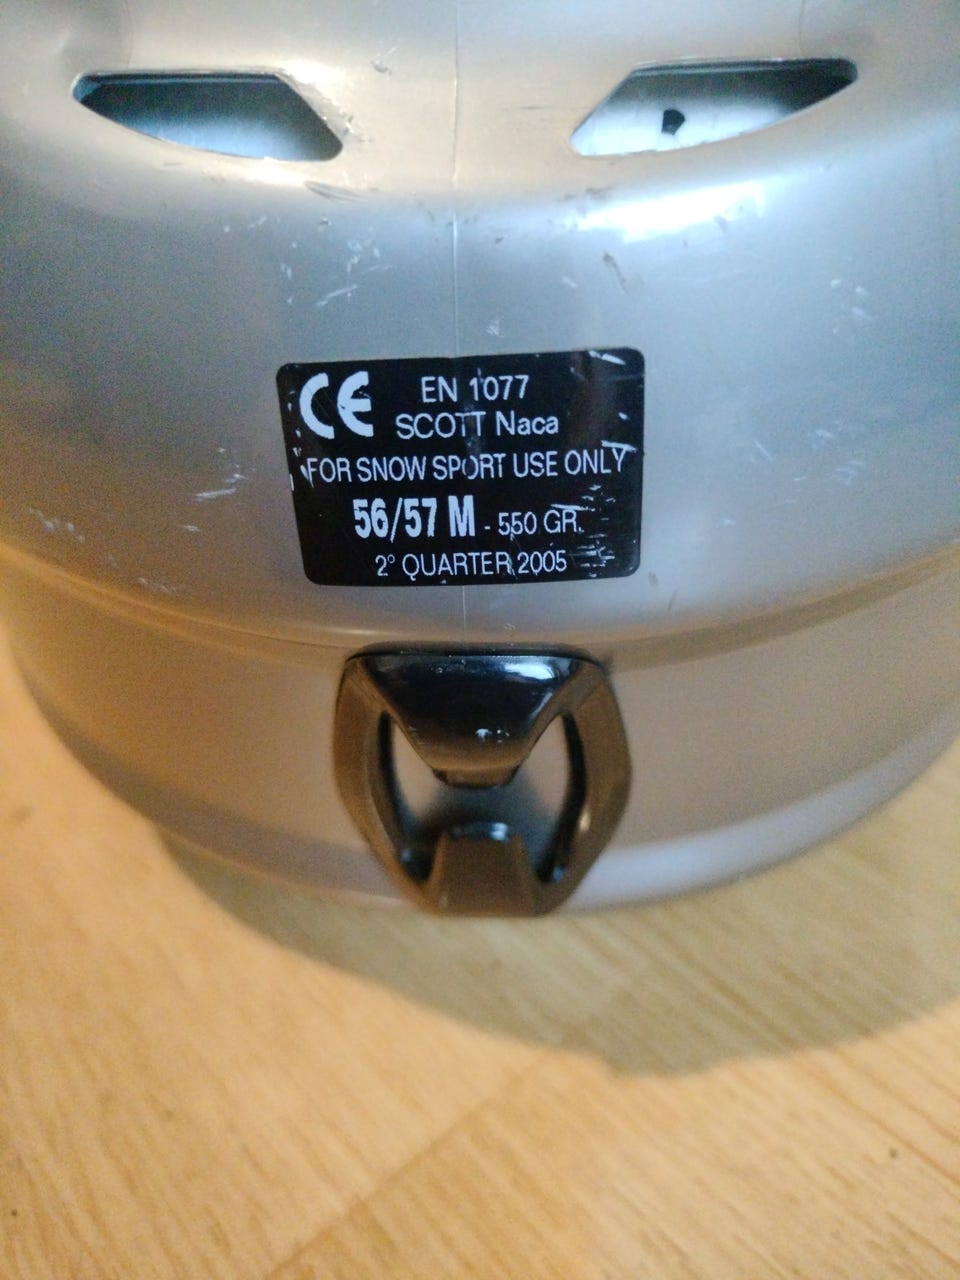 CE EN 1077
SCOTT Naca
FOR SNOW SPORT USE ONLY
56/57 M - 550 GR.
2° QUARTER 2005